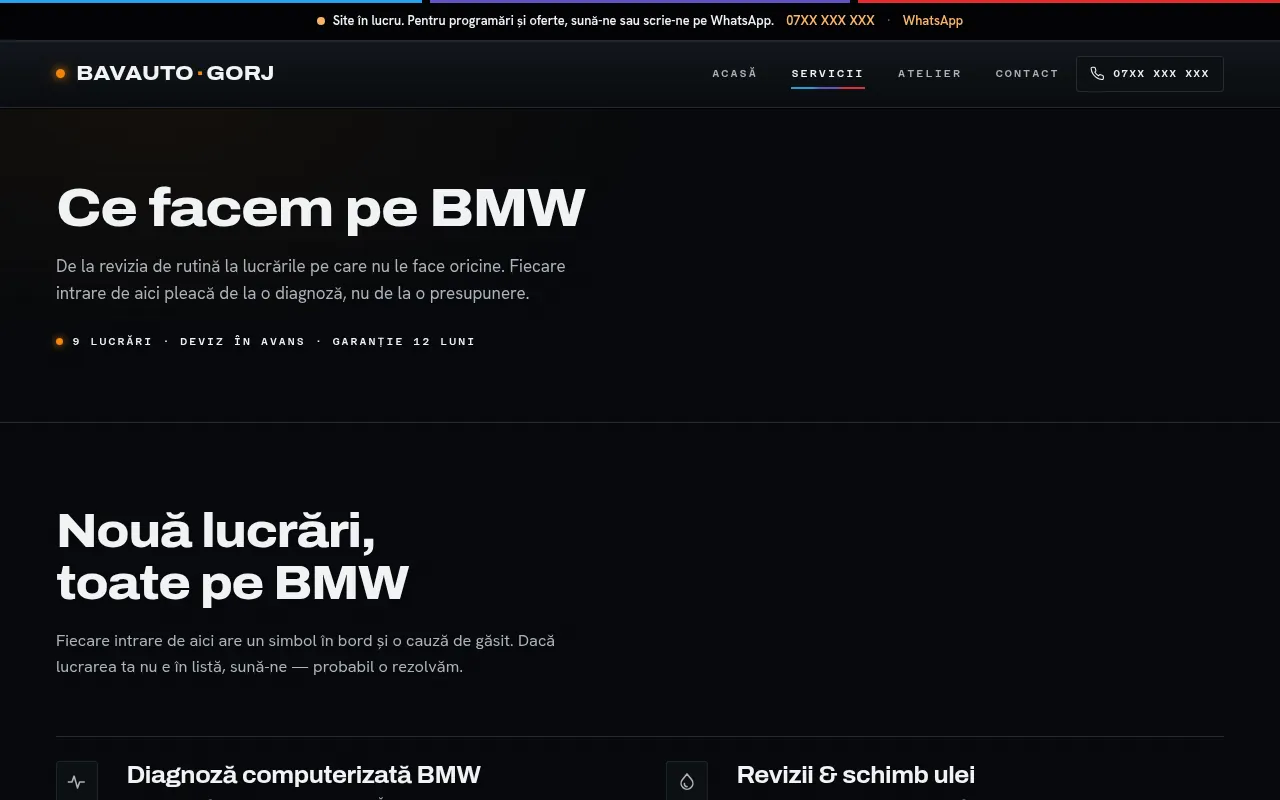 Site în lucru. Pentru programări și oferte, sună-ne sau scrie-ne pe WhatsApp. 07XX XXX XXX · WhatsApp
BAVAUTO·GORJ
ACASĂ SERVICII ATELIER CONTACT 07XX XXX XXX
Ce facem pe BMW
De la revizia de rutină la lucrările pe care nu le face oricine. Fiecare
intrare de aici pleacă de la o diagnoză, nu de la o presupunere.
9 LUCRĂRI · DEVIZ ÎN AVANS · GARANȚIE 12 LUNI
Nouă lucrări,
toate pe BMW
Fiecare intrare de aici are un simbol în bord și o cauză de găsit. Dacă
lucrarea ta nu e în listă, sună-ne — probabil o rezolvăm.
Diagnoză computerizată BMW
Revizii & schimb ulei